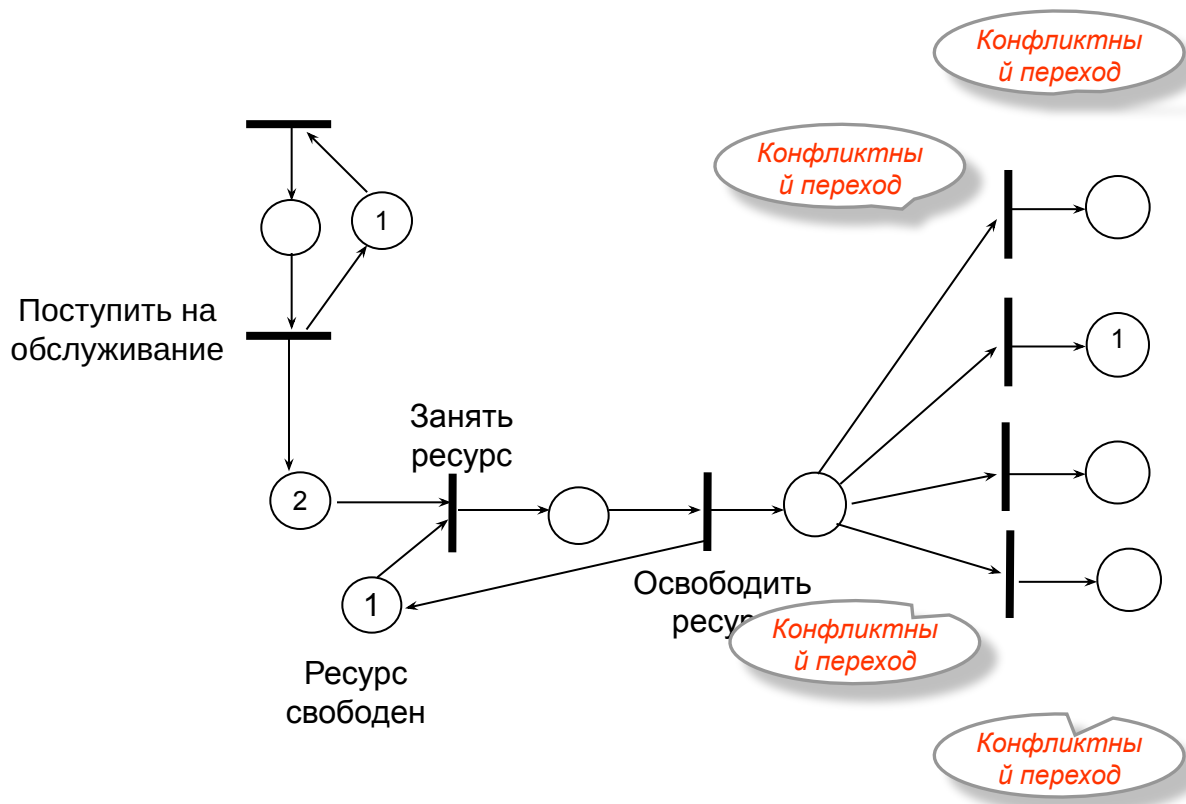 Конфликтны
й переход
Конфликтны
й переход
1
Поступить на
обслуживание
1
Занять
ресурс
2
1
Освободить
ресур
Ресурс
свободен
Конфликтны
й переход
Конфликтны
й переход